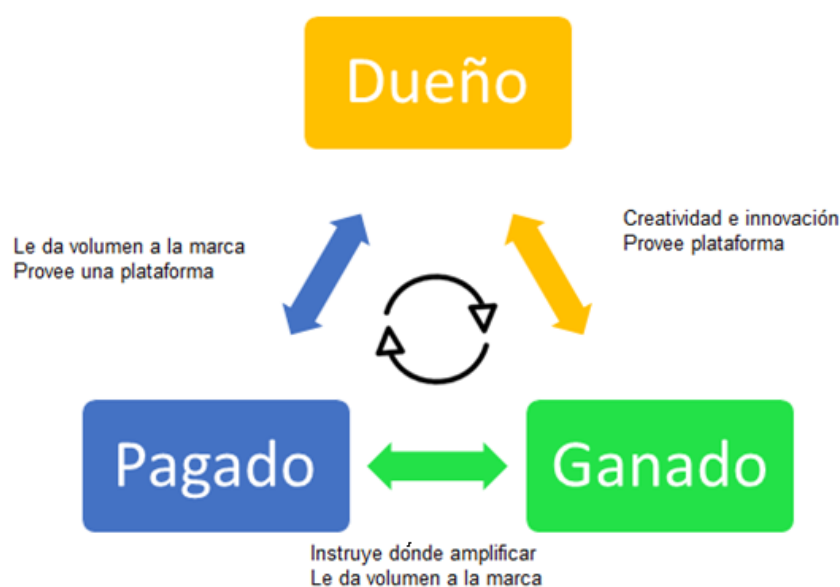 Dueño
Le da volumen a la marca
Provee una plataforma
Creatividad e innovación
Provee plataforma
Pagado
Ganado
Instruye dónde amplificar
Le da volumen a la marca